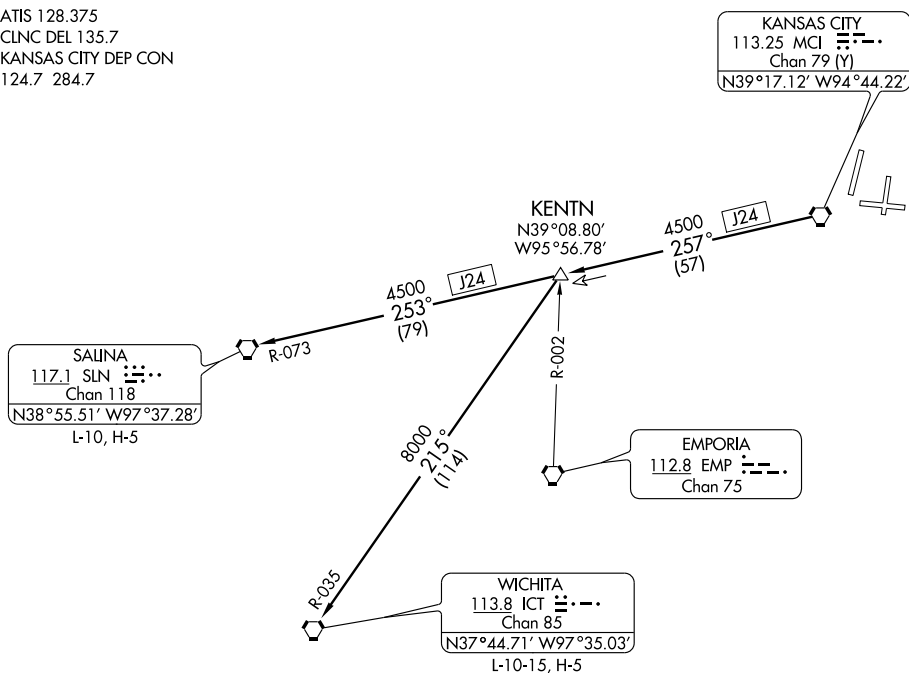 ATIS 128.375
CLNC DEL 135.7
KANSAS CITY DEP CON
124.7 284.7
KANSAS CITY
113.25 MCI
Chan 79 (Y)
N39°17.12' W94°44.22'
KENTN
N39°08.80'
W95°56.78'
4500
J24
257°
(57)
4500
J24
253°
(79)
R-073
SALINA
117.1 SLN
Chan 118
N38°55.51' W97°37.28'
L-10, H-5
R-002
8000
215°
(114)
EMPORIA
112.8 EMP
Chan 75
R-035
WICHITA
113.8 ICT
Chan 85
N37°44.71' W97°35.03'
L-10-15, H-5